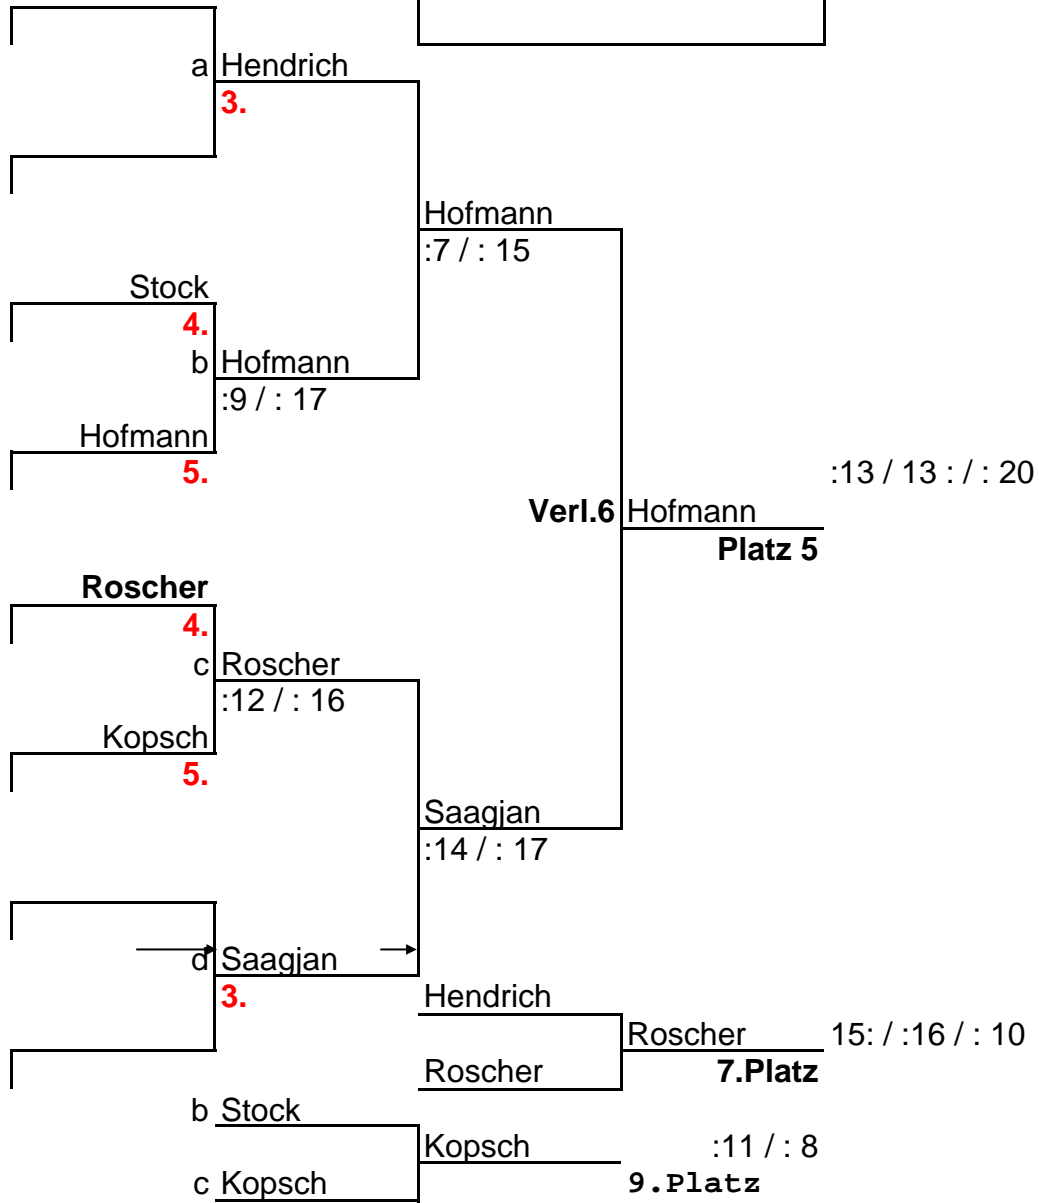 a Hendrich
3.
Hofmann
:7 / : 15
Stock
4.
b Hofmann
:9 / : 17
Hofmann
5.
:13 / 13 : / : 20
Verl.6 Hofmann
Platz 5
Roscher
4.
c Roscher
:12 / : 16
Kopsch
5.
Saagjan
:14 / : 17
d Saagjan
3.
Hendrich
Roscher 15: / :16 / : 10
Roscher 7.Platz
b Stock
Kopsch :11 / : 8
c Kopsch 9.Platz